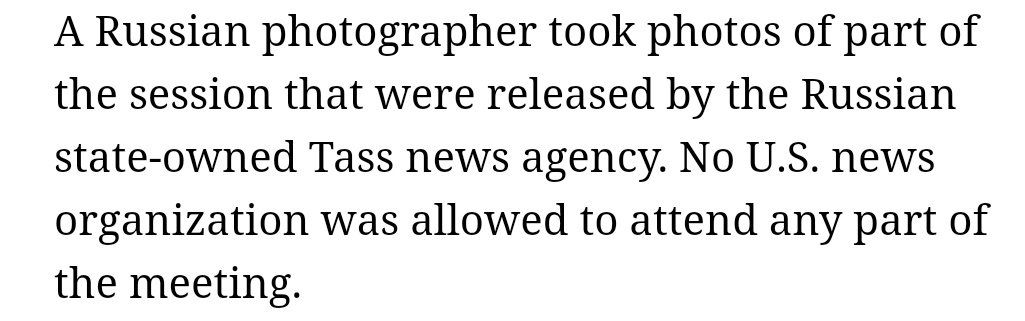 A Russian photographer took photos of part of
the session that were released by the Russian
state-owned Tass news agency. No U.S. news
organization was allowed to attend any part of
the meeting.